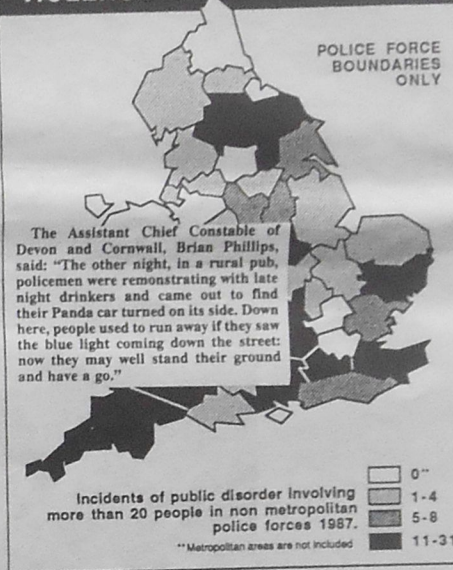 POLICE FORCE
BOUNDARIES
ONLY
The Assistant Chief Constable of
Devon and Cornwall, Brian Phillips,
said: “The other night, in a rural pub,
policemen were remonstrating with late
night drinkers and came out to find
their Panda car turned on its side. Down
here, people used to run away if they saw
the blue light coming down the street:
now they may well stand their ground
and have a go.”
Incidents of public disorder involving
more than 20 people in non metropolitan
police forces 1987.
**Metropolitan areas are not included
0**
1-4
5-8
11-31